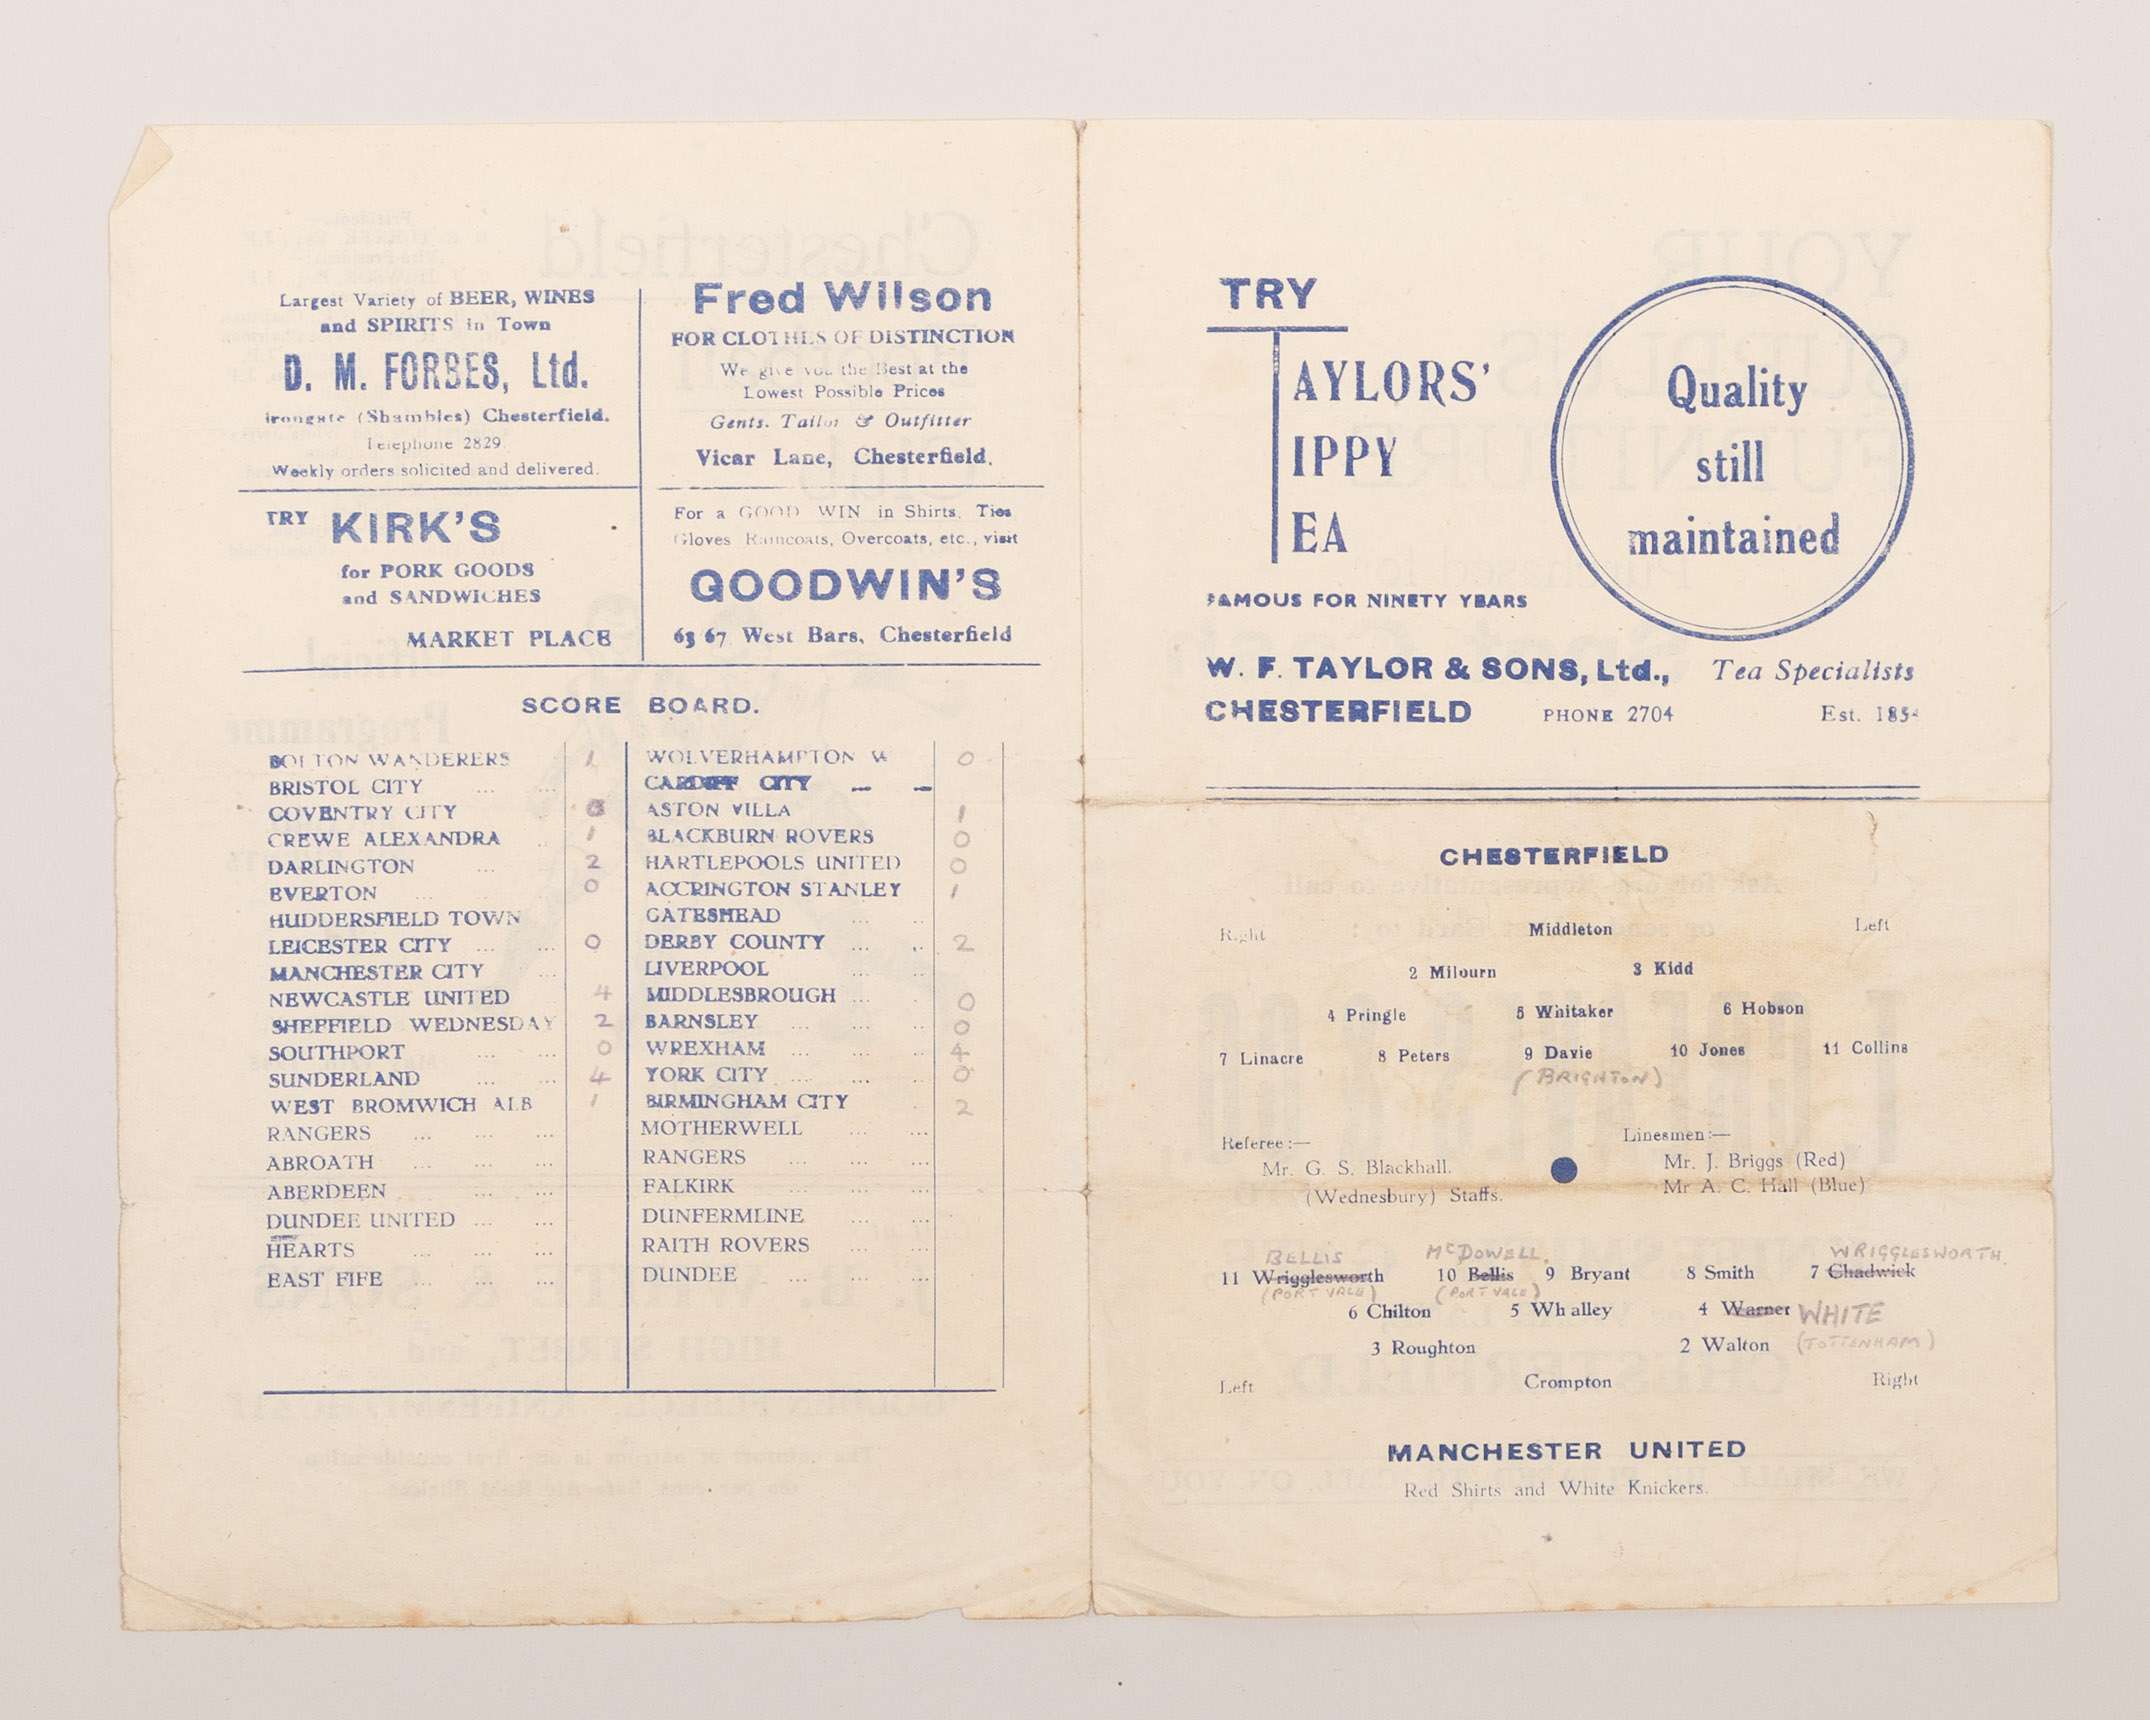 Largest Variety of BEER, WINES
and SPIRITS in Town
D. M. FORBES, Ltd.
Irongate (Shambles) Chesterfield.
Telephone 2829.
Weekly orders solicited and delivered.
Fred Wilson
FOR CLOTHES OF DISTINCTION
We give you the Best at the
Lowest Possible Prices
Gents. Tailor & Outfitter
Vicar Lane, Chesterfield.
TRY KIRK'S
for PORK GOODS
and SANDWICHES
MARKET PLACE
For a GOOD WIN in Shirts, Ties
Gloves Raincoats, Overcoats, etc., visit
GOODWIN'S
63 67 West Bars, Chesterfield
SCORE BOARD.
BOLTON WANDERERS 1 WOLVERHAMPTON W 0
BRISTOL CITY ... ... CARDIFF CITY
COVENTRY CITY ASTON VILLA 1
CREWE ALEXANDRA .. 1 BLACKBURN ROVERS 0
DARLINGTON ... 2 HARTLEPOOLS UNITED 0
EVERTON ... 0 ACCRINGTON STANLEY 1
HUDDERSFIELD TOWN GATESHEAD ... ..
LEICESTER CITY ... ... 0 DERBY COUNTY ... .. 2
MANCHESTER CITY ... LIVERPOOL ... ...
NEWCASTLE UNITED 4 MIDDLESBROUGH ... . 0
SHEFFIELD WEDNESDAY 2 BARNSLEY ... ... .. 0
SOUTHPORT ... ... 0 WREXHAM ... ... .. 4
SUNDERLAND ... ... 4 YORK CITY ... ... .. 0
WEST BROMWICH ALB 1 BIRMINGHAM CITY . 2
RANGERS ... ... ... MOTHERWELL ... ...
ABROATH ... ... ... RANGERS ... ... ...
ABERDEEN ... ... FALKIRK ... ... ...
DUNDEE UNITED ... ... DUNFERMLINE ... ...
HEARTS ... ... ... RAITH ROVERS ... ...
EAST FIFE ... ... ... DUNDEE ... ... ...
TRY
TAYLORS'
TIPPY
TEA
FAMOUS FOR NINETY YEARS
Quality
still
maintained
W. F. TAYLOR & SONS, Ltd., Tea Specialists
CHESTERFIELD PHONE 2704 Est. 185
CHESTERFIELD
Right Middleton Left
2 Milburn 3 Kidd
4 Pringle 5 Whitaker 6 Hobson
7 Linacre 8 Peters 9 Davie 10 Jones 11 Collins
(BRIGHTON)
Referee:— Linesmen:—
Mr. G. S. Blackhall. Mr. J. Briggs (Red)
(Wednesbury) Staffs. Mr A. C. Hall (Blue)
BELLIS McDOWELL. WRIGGLESWORTH.
11 Wrigglesworth 10 Bellis 9 Bryant 8 Smith 7 Chadwick
(PORT VALE) (PORT VALE)
6 Chilton 5 Whalley 4 Warner WHITE
3 Roughton 2 Walton (TOTTENHAM)
Left Crompton Right
MANCHESTER UNITED
Red Shirts and White Knickers.